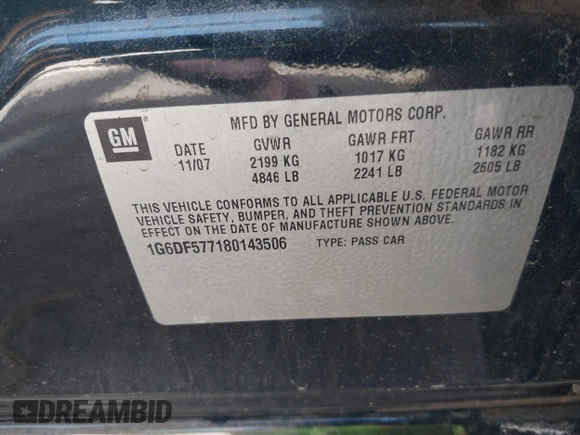 MFD BY GENERAL MOTORS CORP.
GM
DATE GVWR GAWR FRT GAWR RR
11/07 2199 KG 1017 KG 1182 KG
4846 LB 2241 LB 2605 LB
THIS VEHICLE CONFORMS TO ALL APPLICABLE U.S. FEDERAL MOTOR
VEHICLE SAFETY, BUMPER, AND THEFT PREVENTION STANDARDS IN
EFFECT ON THE DATE OF MANUFACTURE SHOWN ABOVE.
1G6DF577180143506 TYPE: PASS CAR
DREAMBID